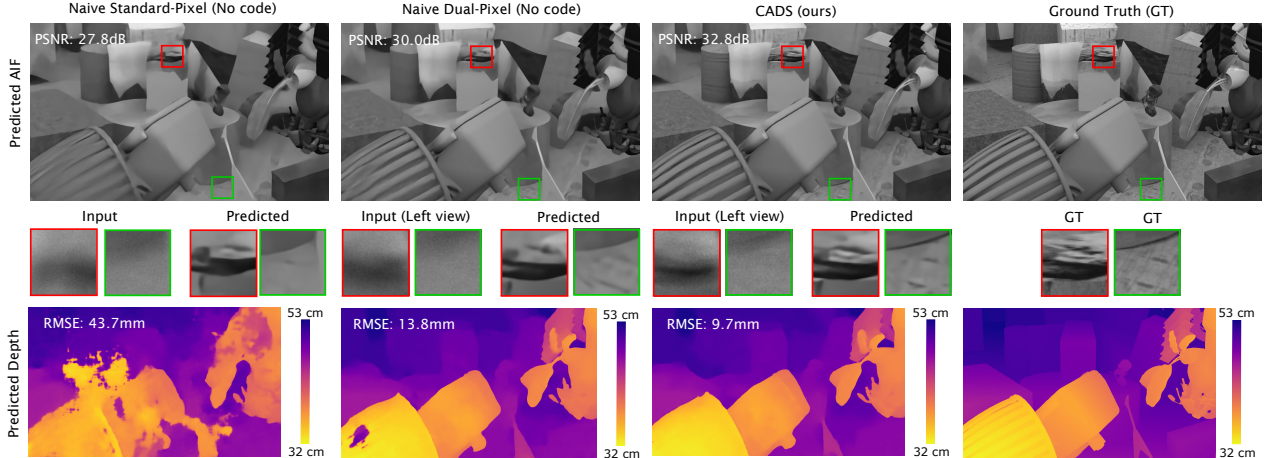 Naive Standard-Pixel (No code)
Naive Dual-Pixel (No code)
CADS (ours)
Ground Truth (GT)
Predicted AIF
PSNR: 27.8dB
PSNR: 30.0dB
PSNR: 32.8dB
Input
Predicted
Input (Left view)
Predicted
Input (Left view)
Predicted
GT
GT
Predicted Depth
RMSE: 43.7mm
53 cm
32 cm
RMSE: 13.8mm
53 cm
32 cm
RMSE: 9.7mm
53 cm
32 cm
53 cm
32 cm